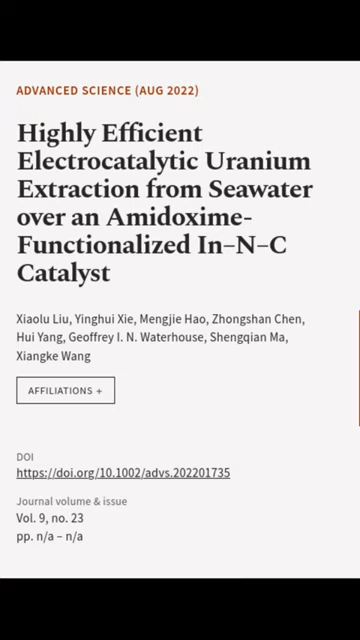 ADVANCED SCIENCE (AUG 2022)
Highly Efficient
Electrocatalytic Uranium
Extraction from Seawater
over an Amidoxime-
Functionalized In–N–C
Catalyst
Xiaolu Liu, Yinghui Xie, Mengjie Hao, Zhongshan Chen,
Hui Yang, Geoffrey I. N. Waterhouse, Shengqian Ma,
Xiangke Wang
AFFILIATIONS +
DOI
https://doi.org/10.1002/advs.202201735
Journal volume & issue
Vol. 9, no. 23
pp. n/a – n/a